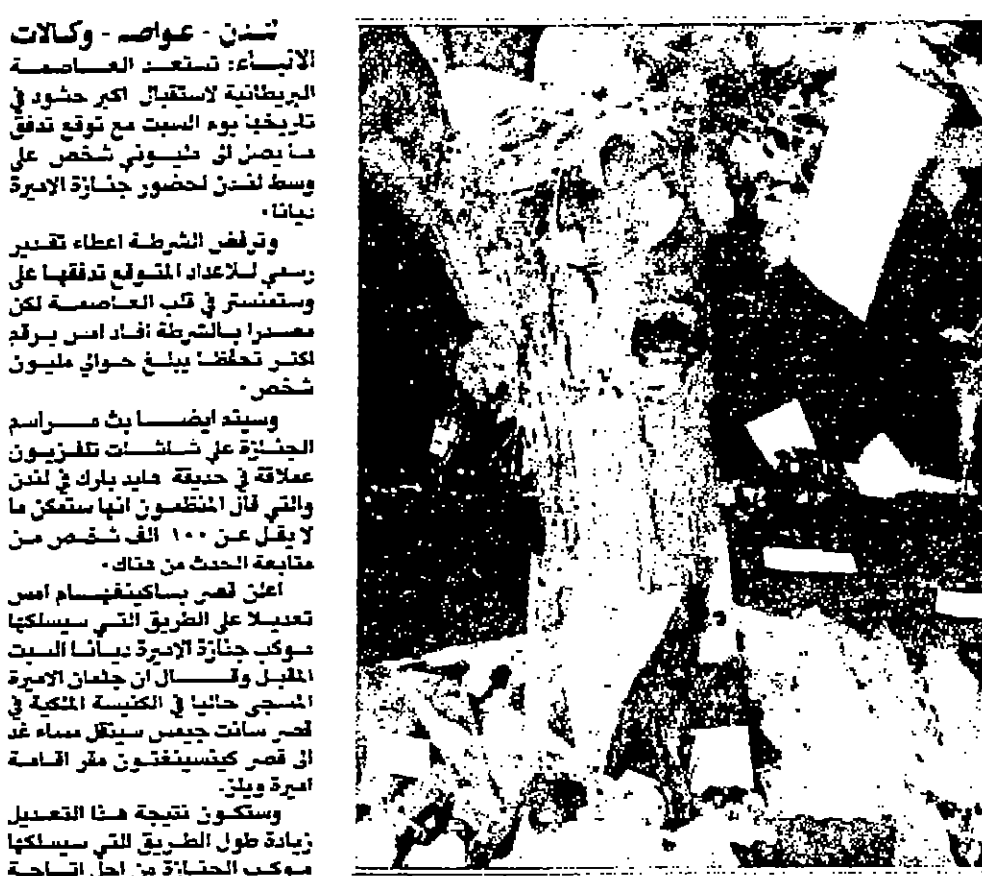 لندن - عواصم - وكالات
الانباء: تستعد العاصمة
البريطانية لاستقبال اكبر حشود في
تاريخها يوم السبت مع توقع تدفق
ما يصل الى مليوني شخص على
وسط لندن لحضور جنازة الاميرة
ديانا٠
وترفض الشرطة اعطاء تقدير
رسمي للاعداد المتوقع تدفقها على
وستمنستر في قلب العاصمة لكن
مصدرا بالشرطة افاد امس برقم
اكثر تحفظا يبلغ حوالي مليون
شخص٠
وسيتم ايضا بث مراسم
الجنازة على شاشات تلفزيون
عملاقة في حديقة هايد بارك في لندن
والتي قال المنظمون انها ستمكن ما
لا يقل عن ١٠٠ الف شخص من
متابعة الحدث من هناك٠
اعلن قصر باكينغهام امس
تعديلا على الطريق التي سيسلكها
موكب جنازة الاميرة ديانا السبت
المقبل وقال ان جثمان الاميرة
المسجى حاليا في الكنيسة الملكية في
قصر سانت جيمس سينقل مساء غد
الى قصر كينسينغتون مقر اقامة
اميرة ويلز.
وستكون نتيجة هذا التعديل
زيادة طول الطريق التي سيسلكها
موكب الجنازة من اجل اتاحة